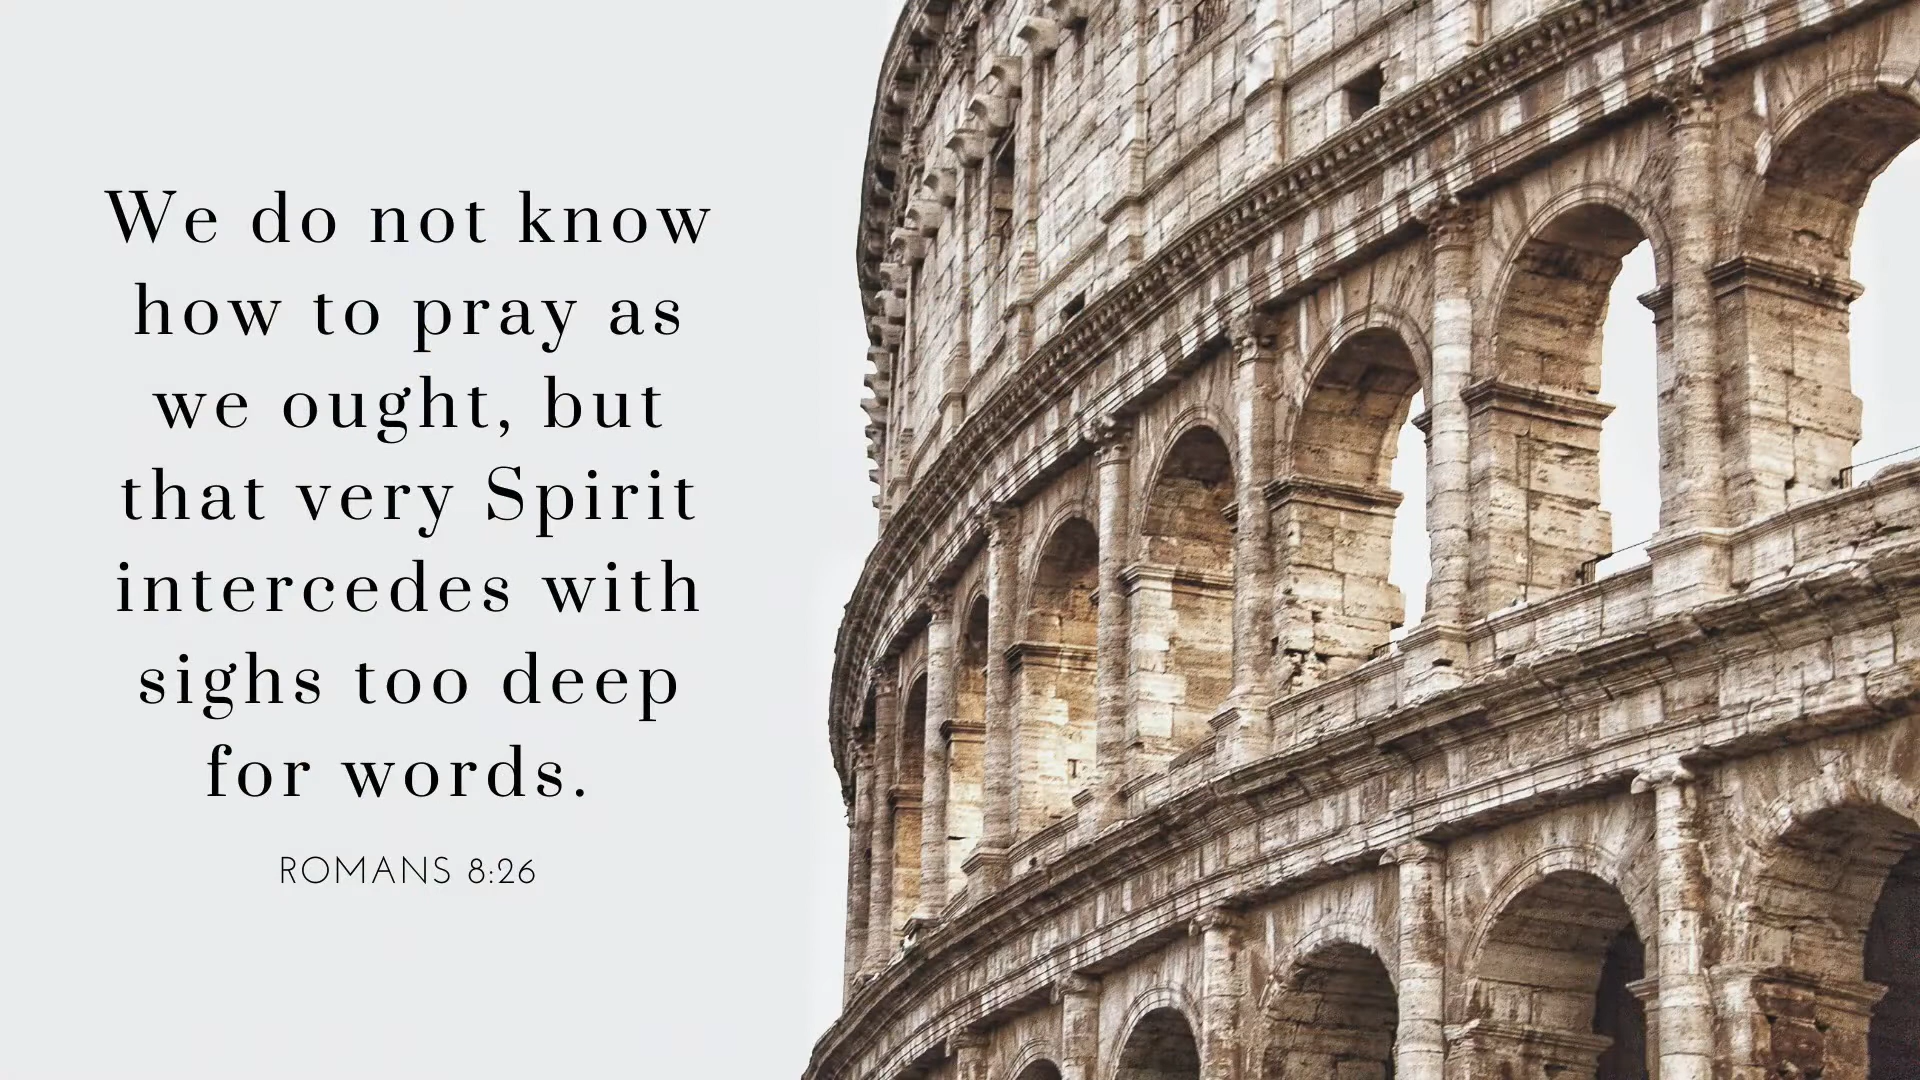 We do not know
how to pray as
we ought, but
that very Spirit
intercedes with
sighs too deep
for words.
ROMANS 8:26